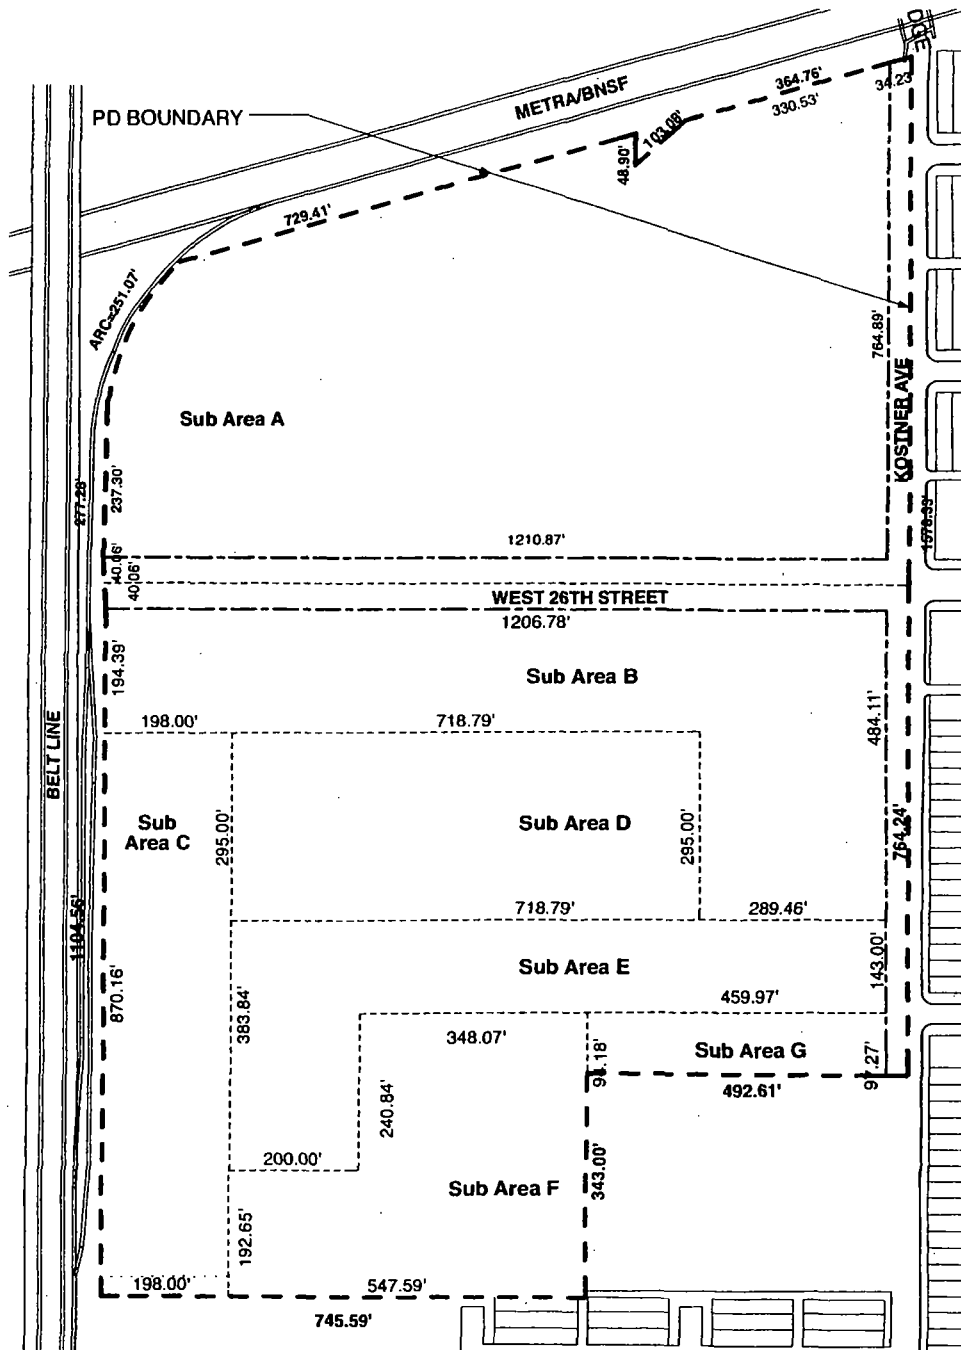 DGE
364.76'
34.23
METRA/BNSF
330.53'
PD BOUNDARY
103.08'
48.90'
729.41'
ARC=251.07'
764.89'
KOSTNER AVE
Sub Area A
277.28'
237.30'
1210.87'
40.06'
40.06'
WEST 26TH STREET
1206.78'
194.39'
Sub Area B
198.00'
718.79'
484.11'
BELT LINE
Sub
Area C
295.00'
Sub Area D
295.00'
764.24'
718.79'
289.46'
1104.56'
870.16'
383.84'
Sub Area E
143.00'
459.97'
348.07'
Sub Area G
97.27'
492.61'
240.84'
200.00'
343.00'
Sub Area F
192.65'
198.00'
547.59'
745.59'